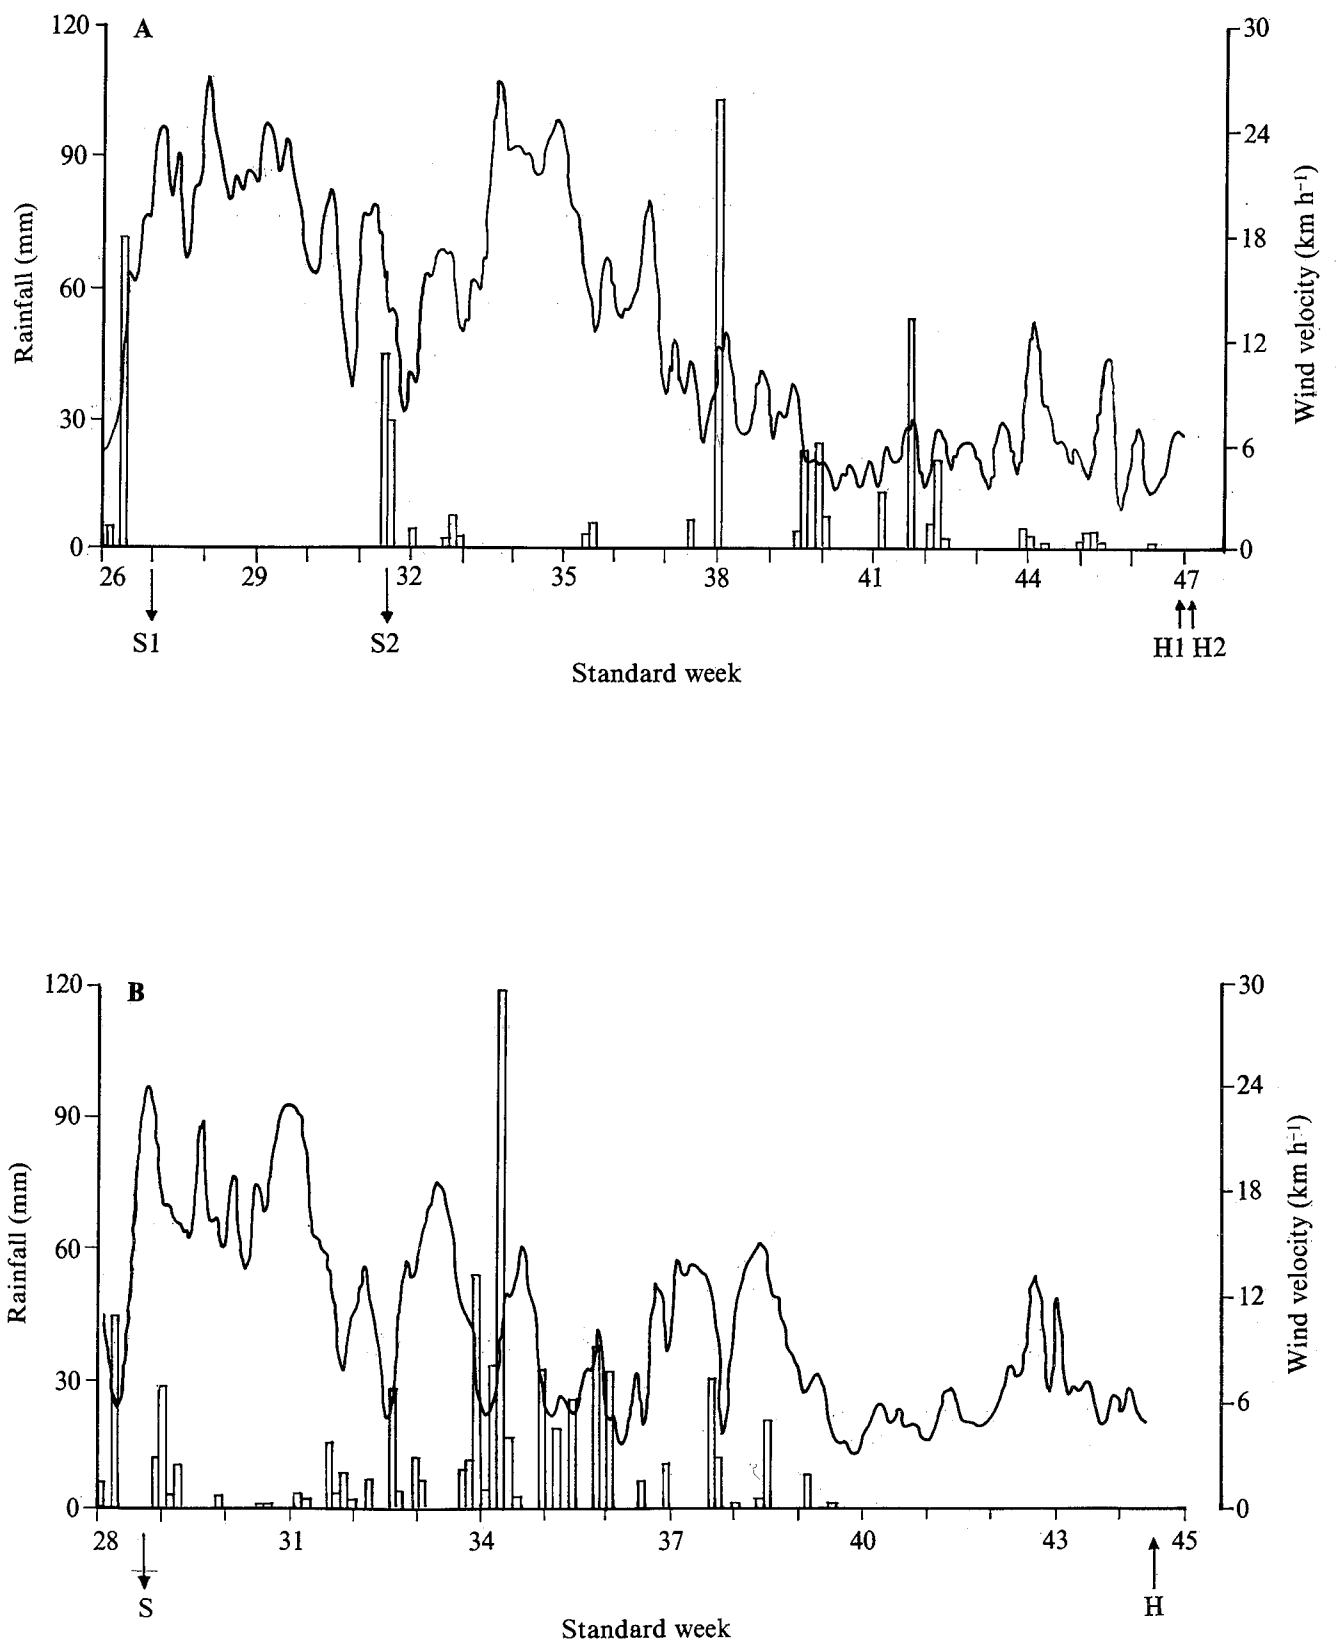 A
120
90
60
30
0
Rainfall (mm)
30
24
18
12
6
0
Wind velocity (km h⁻¹)
26 29 32 35 38 41 44 47
S1 S2 H1 H2
Standard week
B
120
90
60
30
0
Rainfall (mm)
30
24
18
12
6
0
Wind velocity (km h⁻¹)
28 31 34 37 40 43 45
S H
Standard week